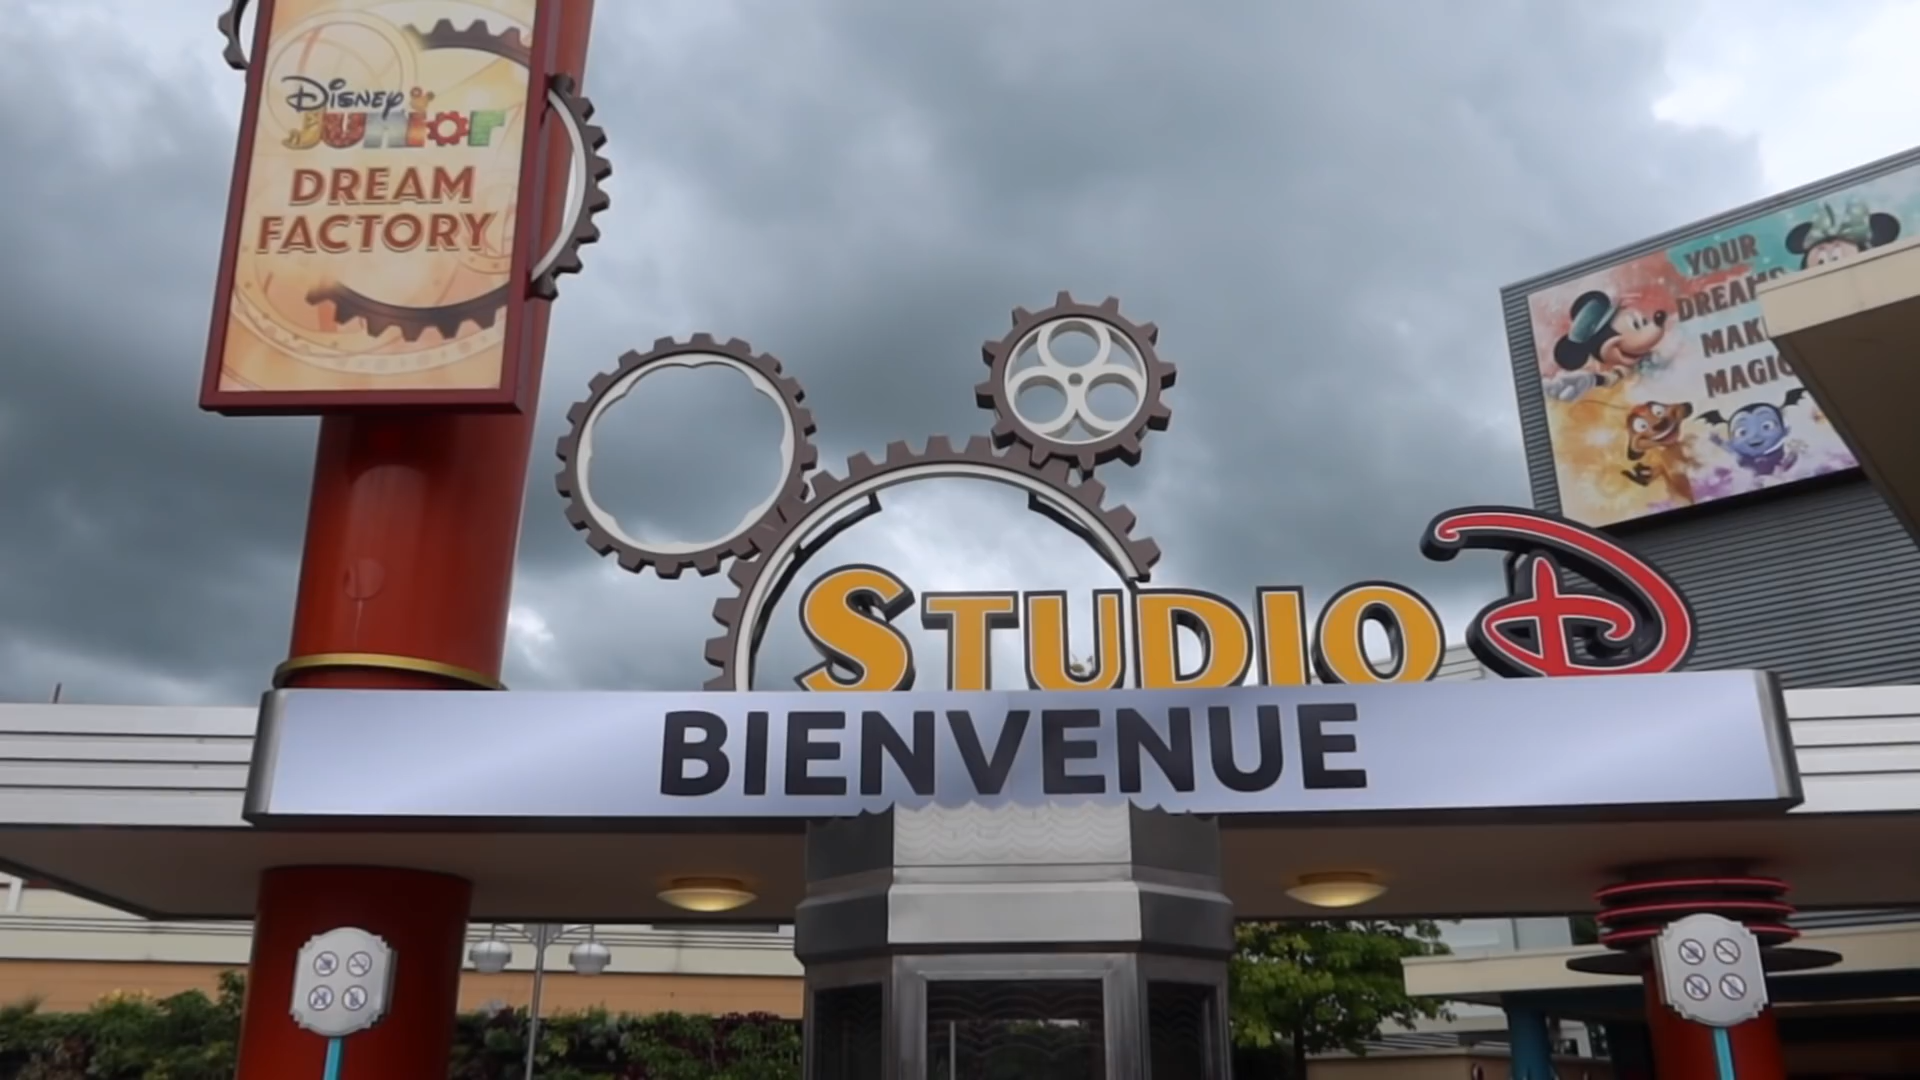 Disney
Junior
DREAM
FACTORY
YOUR
DREAMS
MAKE
MAGIC
STUDIO D
BIENVENUE